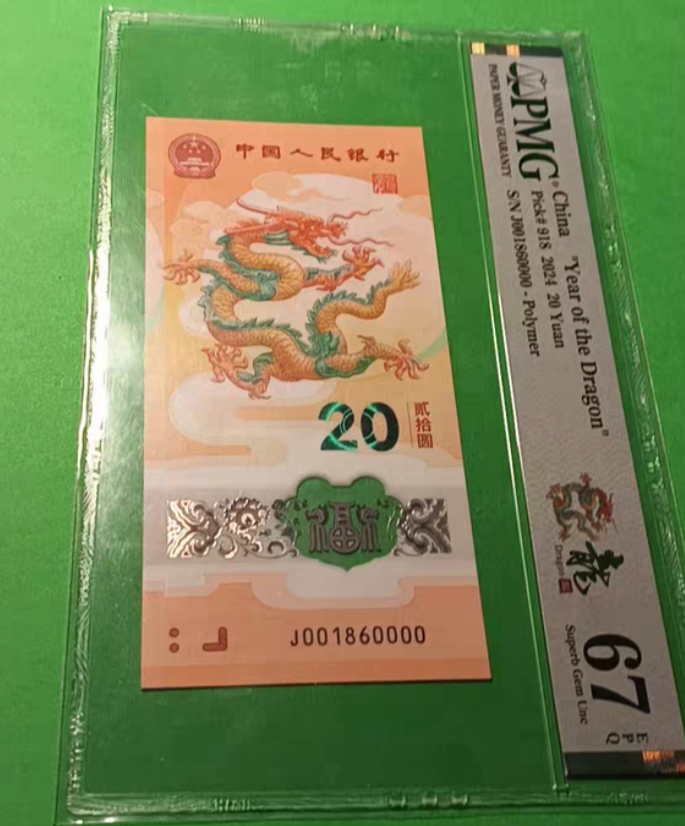 中国人民银行
20
贰拾圆
福
J001860000
PMG
PAPER MONEY GUARANTY
China "Year of the Dragon"
Pick# 918 2024 20 Yuan
S/N J001860000 - Polymer
Dragon
龍
67
EPQ
Superb Gem Unc